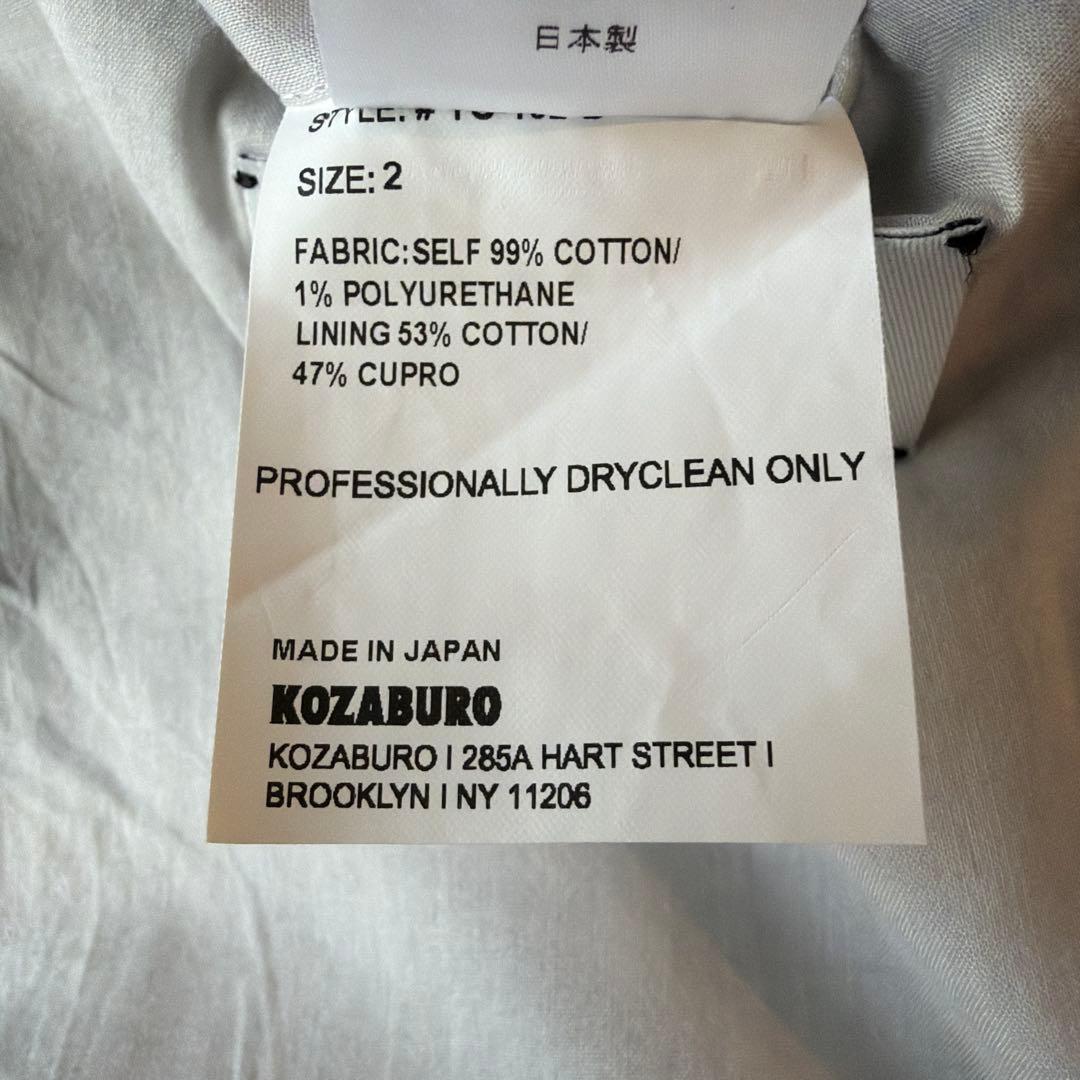 日本製
STYLE: #
SIZE: 2
FABRIC:SELF 99% COTTON/
1% POLYURETHANE
LINING 53% COTTON/
47% CUPRO
PROFESSIONALLY DRYCLEAN ONLY
MADE IN JAPAN
KOZABURO
KOZABURO I 285A HART STREET I
BROOKLYN I NY 11206